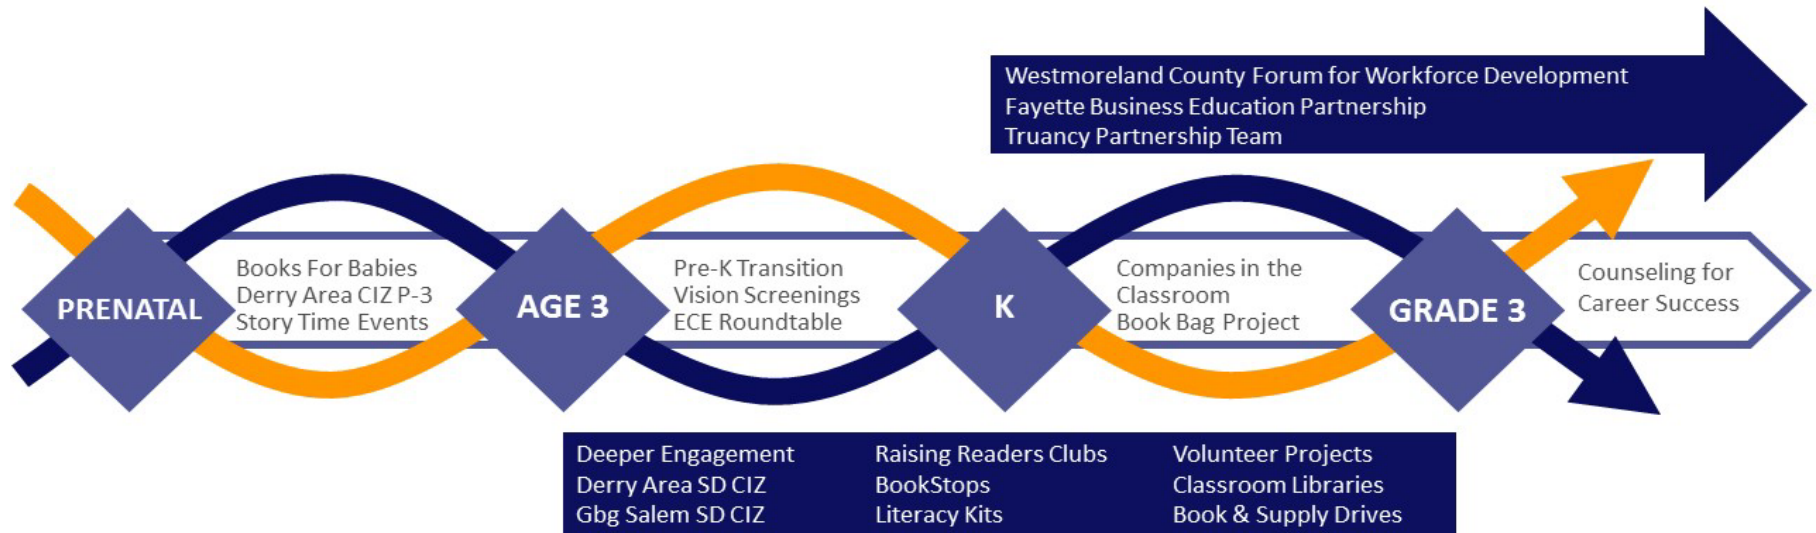 Westmoreland County Forum for Workforce Development
Fayette Business Education Partnership
Truancy Partnership Team
PRENATAL
Books For Babies
Derry Area CIZ P-3
Story Time Events
AGE 3
Pre-K Transition
Vision Screenings
ECE Roundtable
K
Companies in the
Classroom
Book Bag Project
GRADE 3
Counseling for
Career Success
Deeper Engagement
Derry Area SD CIZ
Gbg Salem SD CIZ
Raising Readers Clubs
BookStops
Literacy Kits
Volunteer Projects
Classroom Libraries
Book & Supply Drives